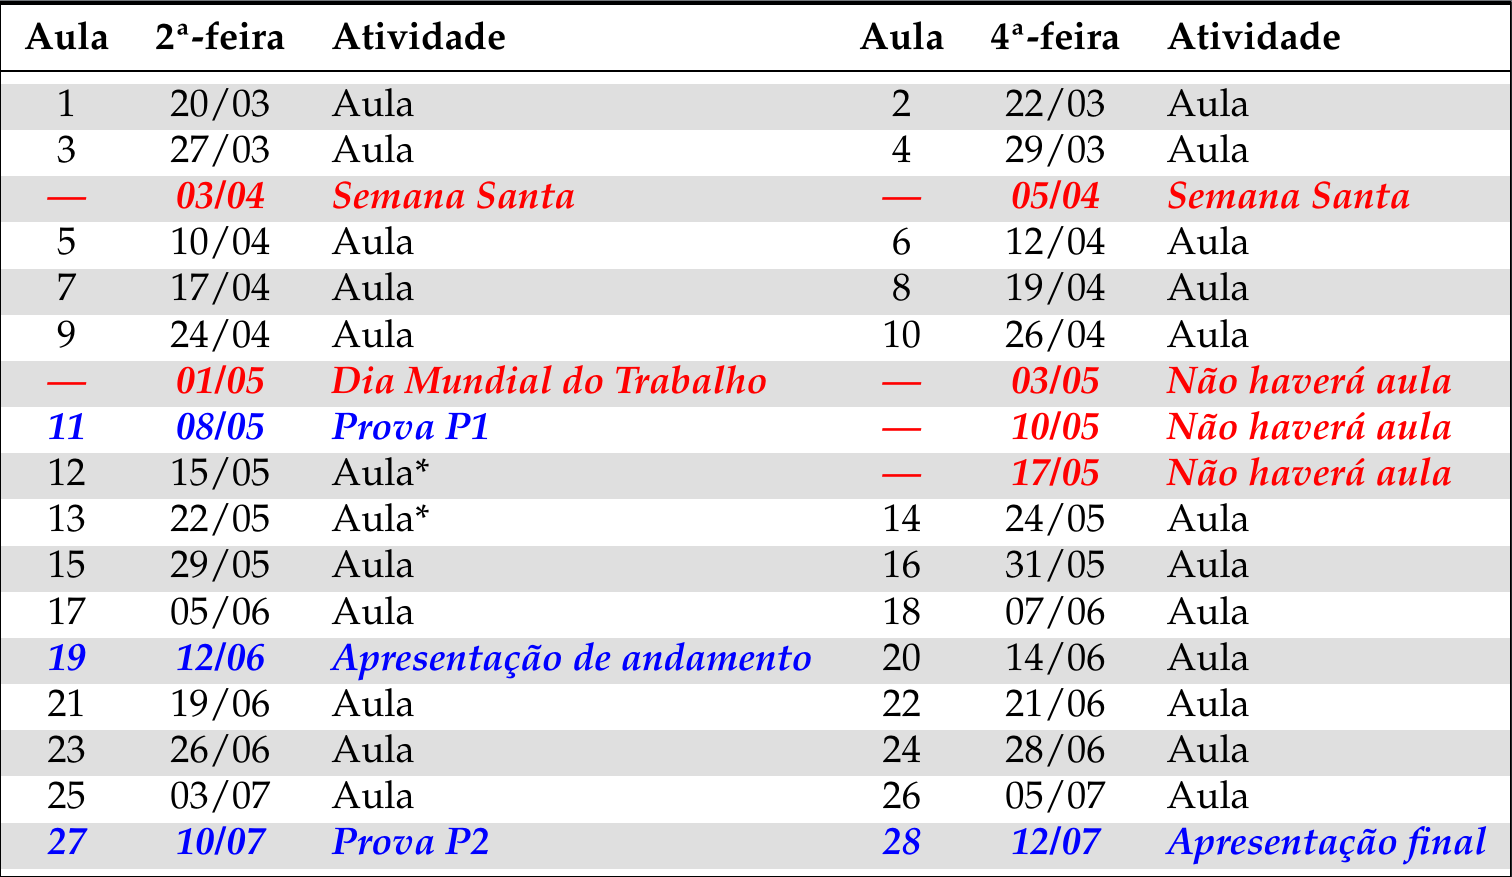 Aula 2ª-feira Atividade Aula 4ª-feira Atividade
1 20/03 Aula 2 22/03 Aula
3 27/03 Aula 4 29/03 Aula
— 03/04 Semana Santa — 05/04 Semana Santa
5 10/04 Aula 6 12/04 Aula
7 17/04 Aula 8 19/04 Aula
9 24/04 Aula 10 26/04 Aula
— 01/05 Dia Mundial do Trabalho — 03/05 Não haverá aula
11 08/05 Prova P1 — 10/05 Não haverá aula
12 15/05 Aula* — 17/05 Não haverá aula
13 22/05 Aula* 14 24/05 Aula
15 29/05 Aula 16 31/05 Aula
17 05/06 Aula 18 07/06 Aula
19 12/06 Apresentação de andamento 20 14/06 Aula
21 19/06 Aula 22 21/06 Aula
23 26/06 Aula 24 28/06 Aula
25 03/07 Aula 26 05/07 Aula
27 10/07 Prova P2 28 12/07 Apresentação final